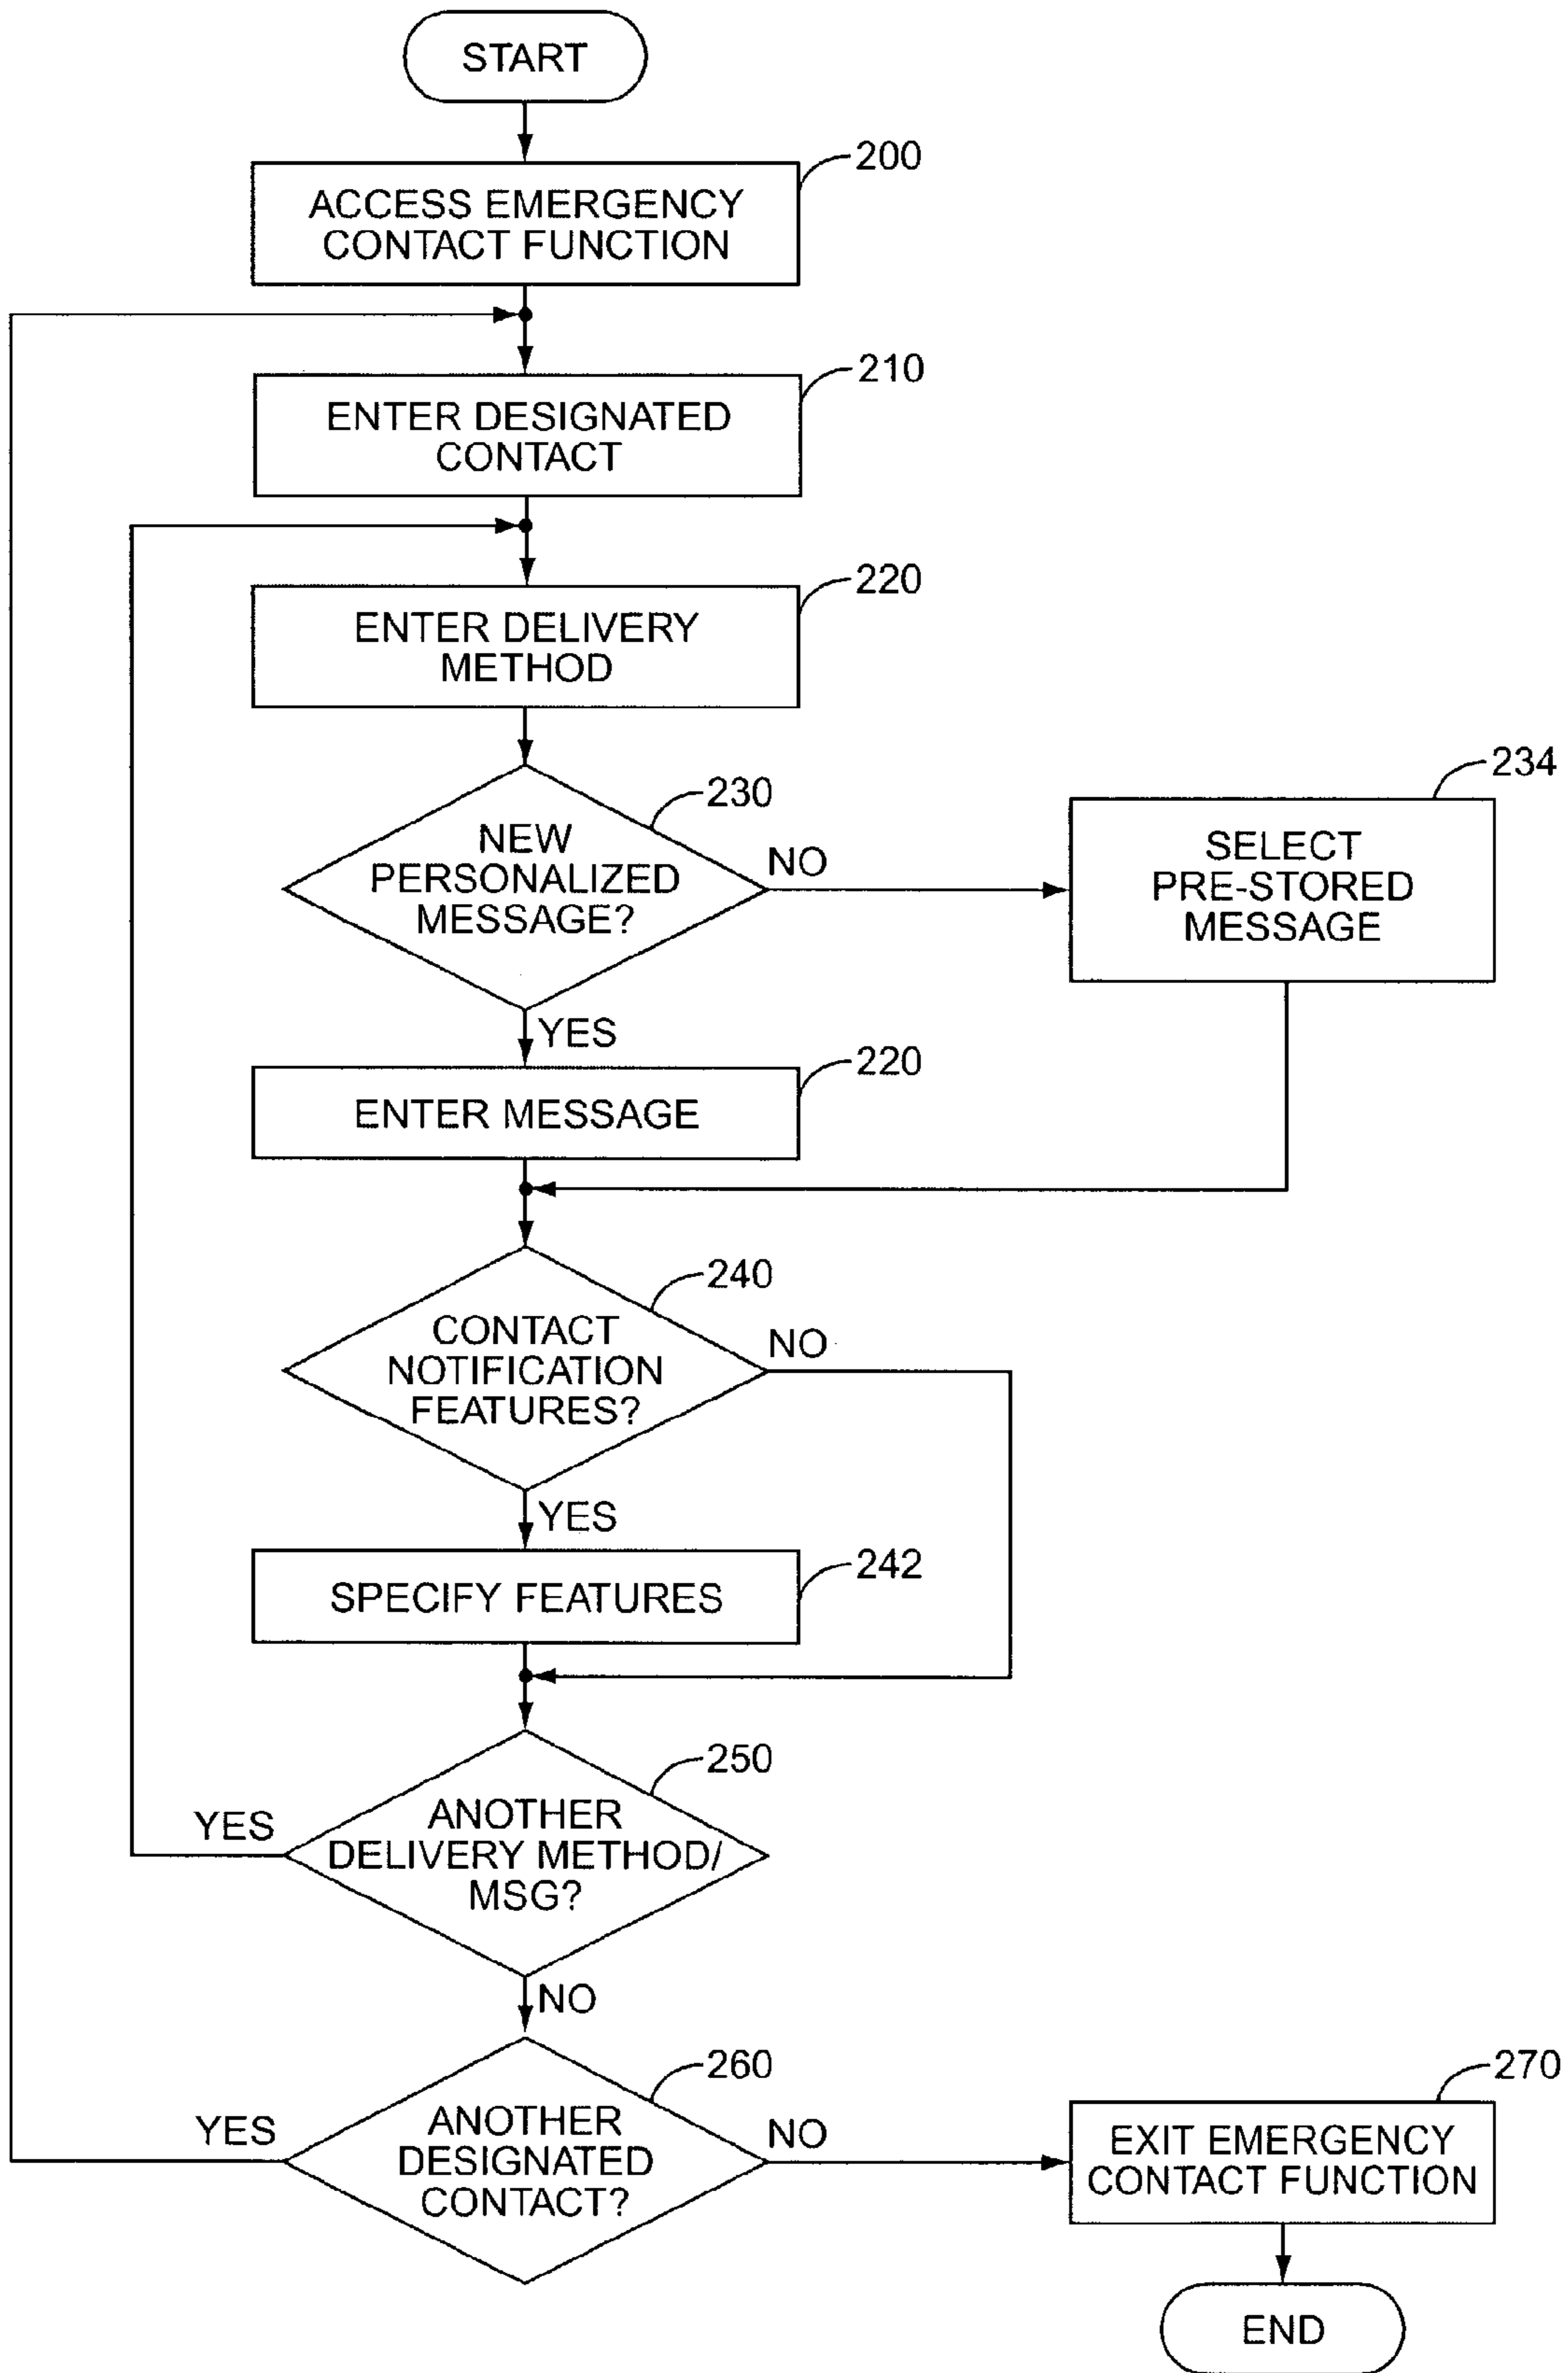 START
200
ACCESS EMERGENCY
CONTACT FUNCTION
210
ENTER DESIGNATED
CONTACT
220
ENTER DELIVERY
METHOD
230
NEW
PERSONALIZED
MESSAGE?
NO
234
SELECT
PRE-STORED
MESSAGE
YES
220
ENTER MESSAGE
240
CONTACT
NOTIFICATION
FEATURES?
NO
YES
242
SPECIFY FEATURES
250
ANOTHER
DELIVERY METHOD/
MSG?
YES
NO
260
ANOTHER
DESIGNATED
CONTACT?
YES
NO
270
EXIT EMERGENCY
CONTACT FUNCTION
END